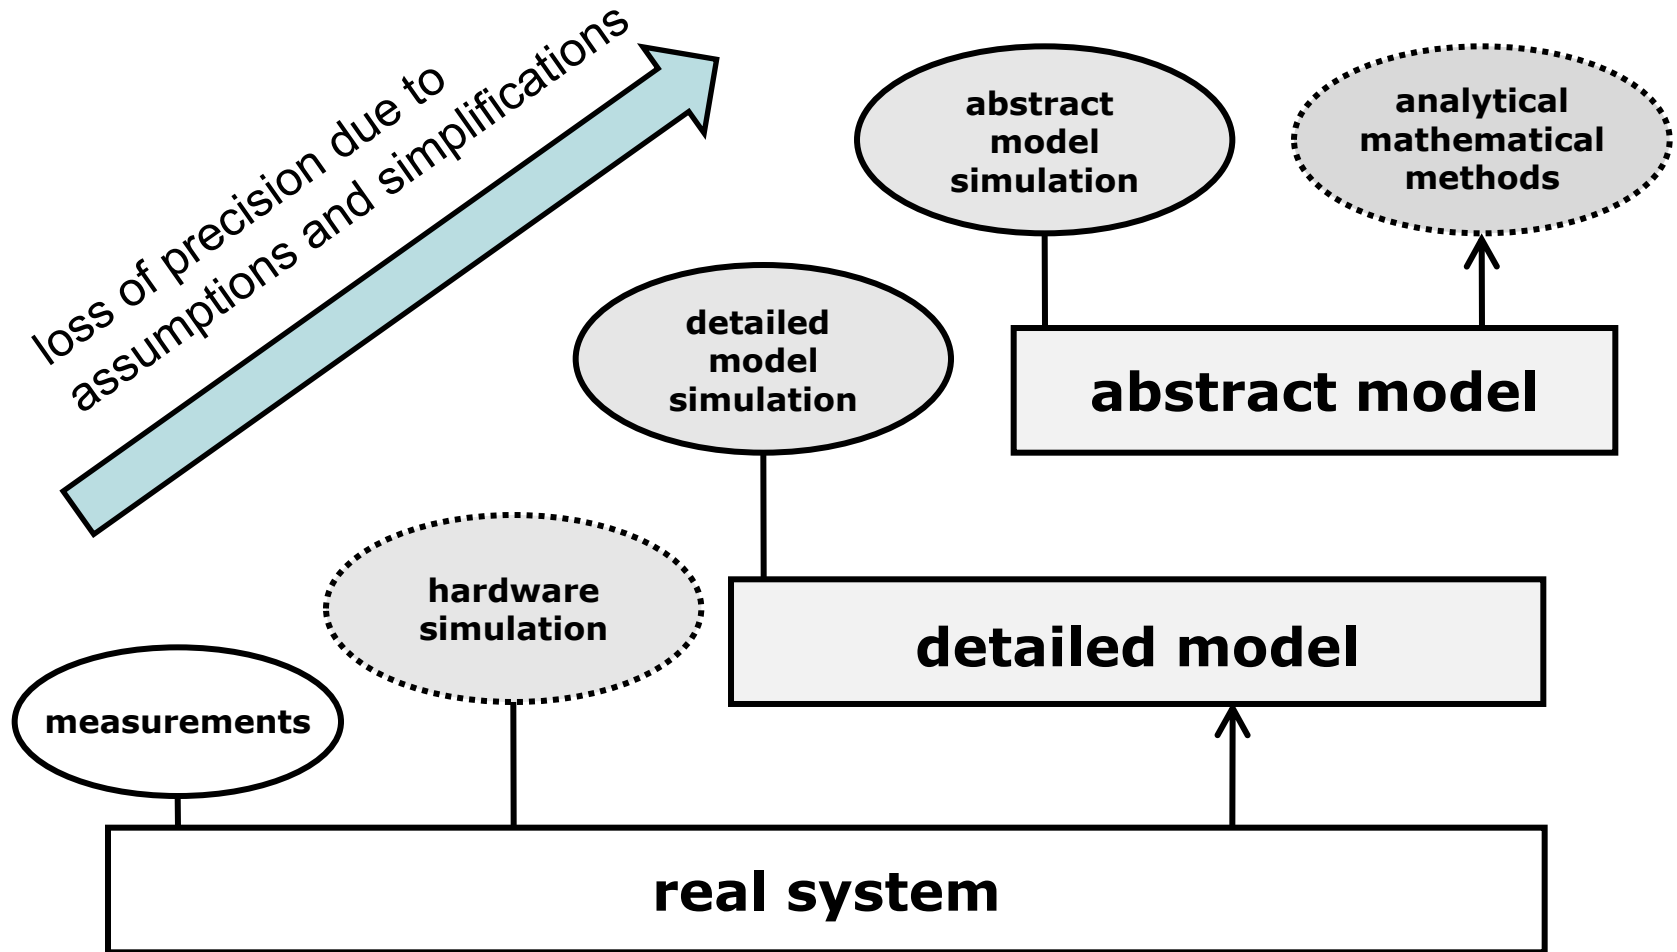 loss of precision due to
assumptions and simplifications
abstract
model
simulation
analytical
mathematical
methods
detailed
model
simulation
abstract model
hardware
simulation
detailed model
measurements
real system